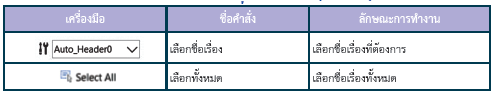 เครื่องมือ ชื่อคำสั่ง ลักษณะการทำงาน
Auto_Header0 เลือกชื่อเรื่อง เลือกชื่อเรื่องที่ต้องการ
Select All เลือกทั้งหมด เลือกชื่อเรื่องทั้งหมด